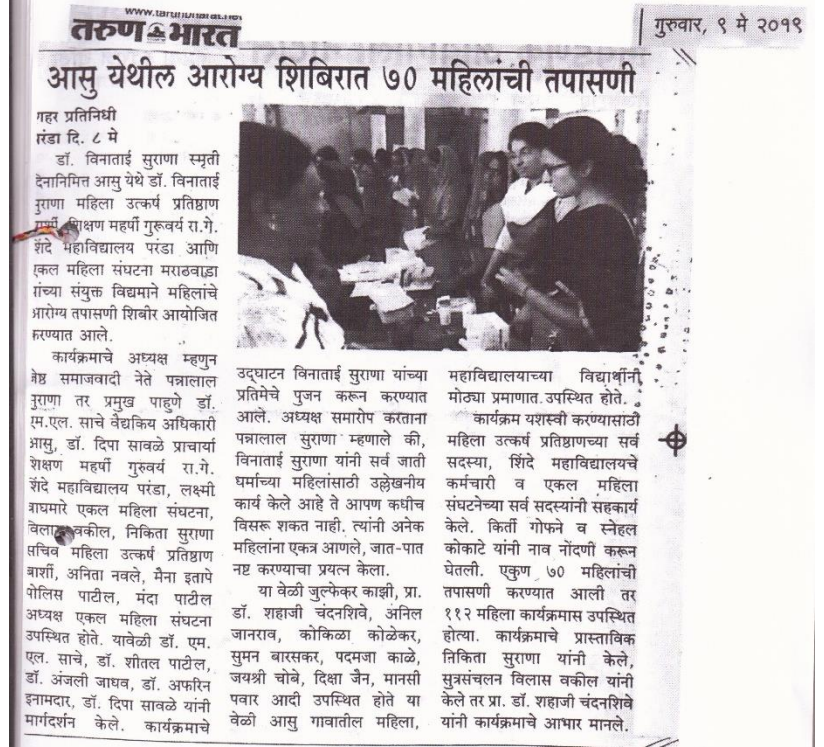 www.tarunbharat.net
तरुण भारत
गुरुवार, ९ मे २०१९
आसु येथील आरोग्य शिबिरात ७० महिलांची तपासणी
शहर प्रतिनिधी
परंडा दि. ८ मे
डॉ. विनाताई सुराणा स्मृती
दिनानिमित्त आसु येथे डॉ. विनाताई
सुराणा महिला उत्कर्ष प्रतिष्ठाण
शिक्षण महर्षी गुरूवर्य रा.गे.
शिंदे महाविद्यालय परंडा आणि
एकल महिला संघटना मराठवाडा
यांच्या संयुक्त विद्यमाने महिलांचे
आरोग्य तपासणी शिबीर आयोजित
करण्यात आले.
कार्यक्रमाचे अध्यक्ष म्हणुन
जेष्ठ समाजवादी नेते पन्नालाल
सुराणा तर प्रमुख पाहुणे डॉ.
एम.एल. साचे वैद्यकिय अधिकारी
आसु, डॉ. दिपा सावळे प्राचार्या
शिक्षण महर्षी गुरुवर्य रा.गे.
शिंदे महाविद्यालय परंडा, लक्ष्मी
वाघमारे एकल महिला संघटना,
विलास वकील, निकिता सुराणा
सचिव महिला उत्कर्ष प्रतिष्ठाण
बार्शी, अनिता नवले, मैना इतापे
पोलिस पाटील, मंदा पाटील
अध्यक्ष एकल महिला संघटना
उपस्थित होते. यावेळी डॉ. एम.
एल. साचे, डॉ. शीतल पाटील,
डॉ. अंजली जाधव, डॉ. अफरिन
इनामदार, डॉ. दिपा सावळे यांनी
मार्गदर्शन केले. कार्यक्रमाचे
उद्घाटन विनाताई सुराणा यांच्या
प्रतिमेचे पुजन करून करण्यात
आले. अध्यक्ष समारोप करताना
पन्नालाल सुराणा म्हणाले की,
विनाताई सुराणा यांनी सर्व जाती
धर्माच्या महिलांसाठी उल्लेखनीय
कार्य केले आहे ते आपण कधीच
विसरू शकत नाही. त्यांनी अनेक
महिलांना एकत्र आणले, जात-पात
नष्ट करण्याचा प्रयत्न केला.
या वेळी जुल्फेकर काझी, प्रा.
डॉ. शहाजी चंदनशिवे, अनिल
जानराव, कोकिळा कोळेकर,
सुमन बारसकर, पदमजा काळे,
जयश्री चोबे, दिक्षा जैन, मानसी
पवार आदी उपस्थित होते या
वेळी आसु गावातील महिला,
महाविद्यालयाच्या विद्यार्थीनी
मोठ्या प्रमाणात उपस्थित होते.
कार्यक्रम यशस्वी करण्यासाठी
महिला उत्कर्ष प्रतिष्ठाणच्या सर्व
सदस्या, शिंदे महाविद्यालयचे
कर्मचारी व एकल महिला
संघटनेच्या सर्व सदस्यांनी सहकार्य
केले. किर्ती गोफने व स्नेहल
कोकाटे यांनी नाव नोंदणी करून
घेतली. एकुण ७० महिलांची
तपासणी करण्यात आली तर
११२ महिला कार्यक्रमास उपस्थित
होत्या. कार्यक्रमाचे प्रास्ताविक
निकिता सुराणा यांनी केले,
सुत्रसंचलन विलास वकील यांनी
केले तर प्रा. डॉ. शहाजी चंदनशिवे
यांनी कार्यक्रमाचे आभार मानले.